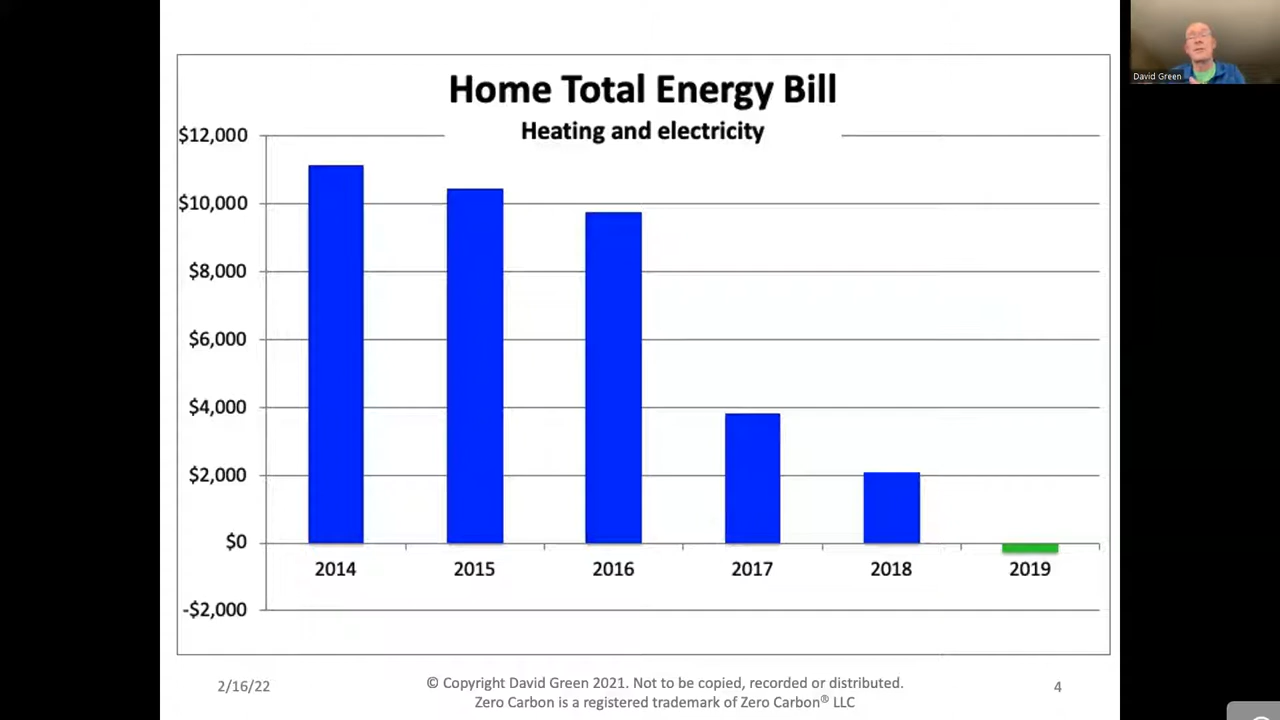 David Green
Home Total Energy Bill
Heating and electricity
$12,000
$10,000
$8,000
$6,000
$4,000
$2,000
$0
-$2,000
2014 2015 2016 2017 2018 2019
2/16/22
© Copyright David Green 2021. Not to be copied, recorded or distributed.
Zero Carbon is a registered trademark of Zero Carbon® LLC
4